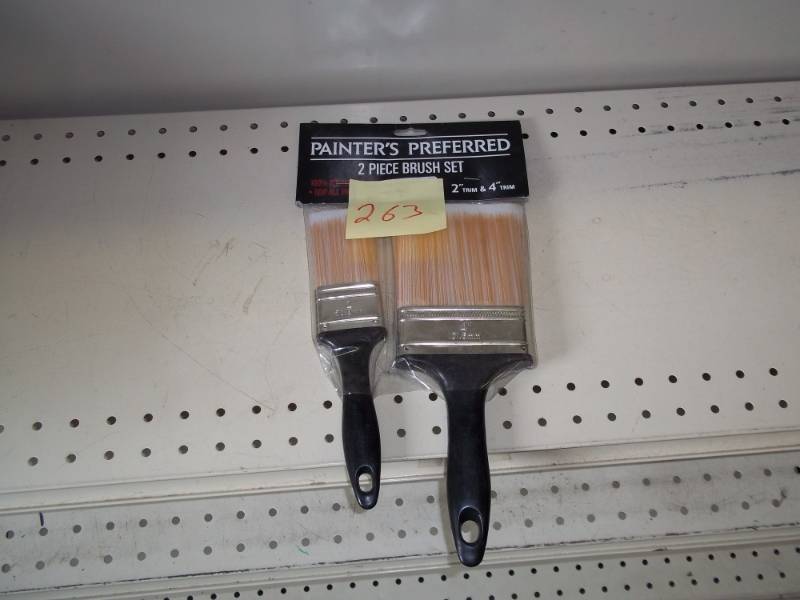 PAINTER'S PREFERRED
2 PIECE BRUSH SET
2" TRIM & 4" TRIM
263